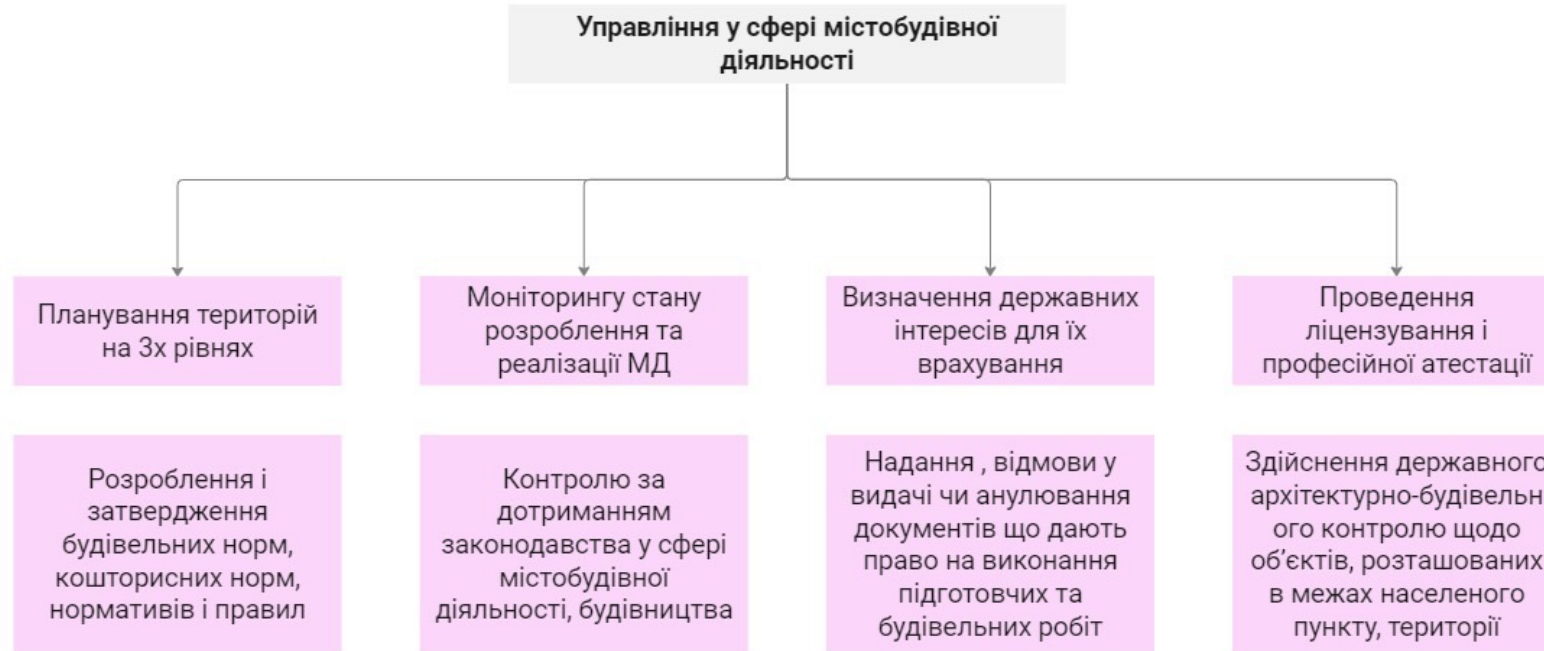 Управління у сфері містобудівної
діяльності
Планування територій
на 3х рівнях
Моніторингу стану
розроблення та
реалізації МД
Визначення державних
інтересів для їх
врахування
Проведення
ліцензування і
професійної атестації
Розроблення і
затвердження
будівельних норм,
кошторисних норм,
нормативів і правил
Контролю за
дотриманням
законодавства у сфері
містобудівної
діяльності, будівництва
Надання , відмови у
видачі чи анулювання
документів що дають
право на виконання
підготовчих та
будівельних робіт
Здійснення державного
архітектурно-будівельн
ого контролю щодо
об’єктів, розташованих
в межах населеного
пункту, території